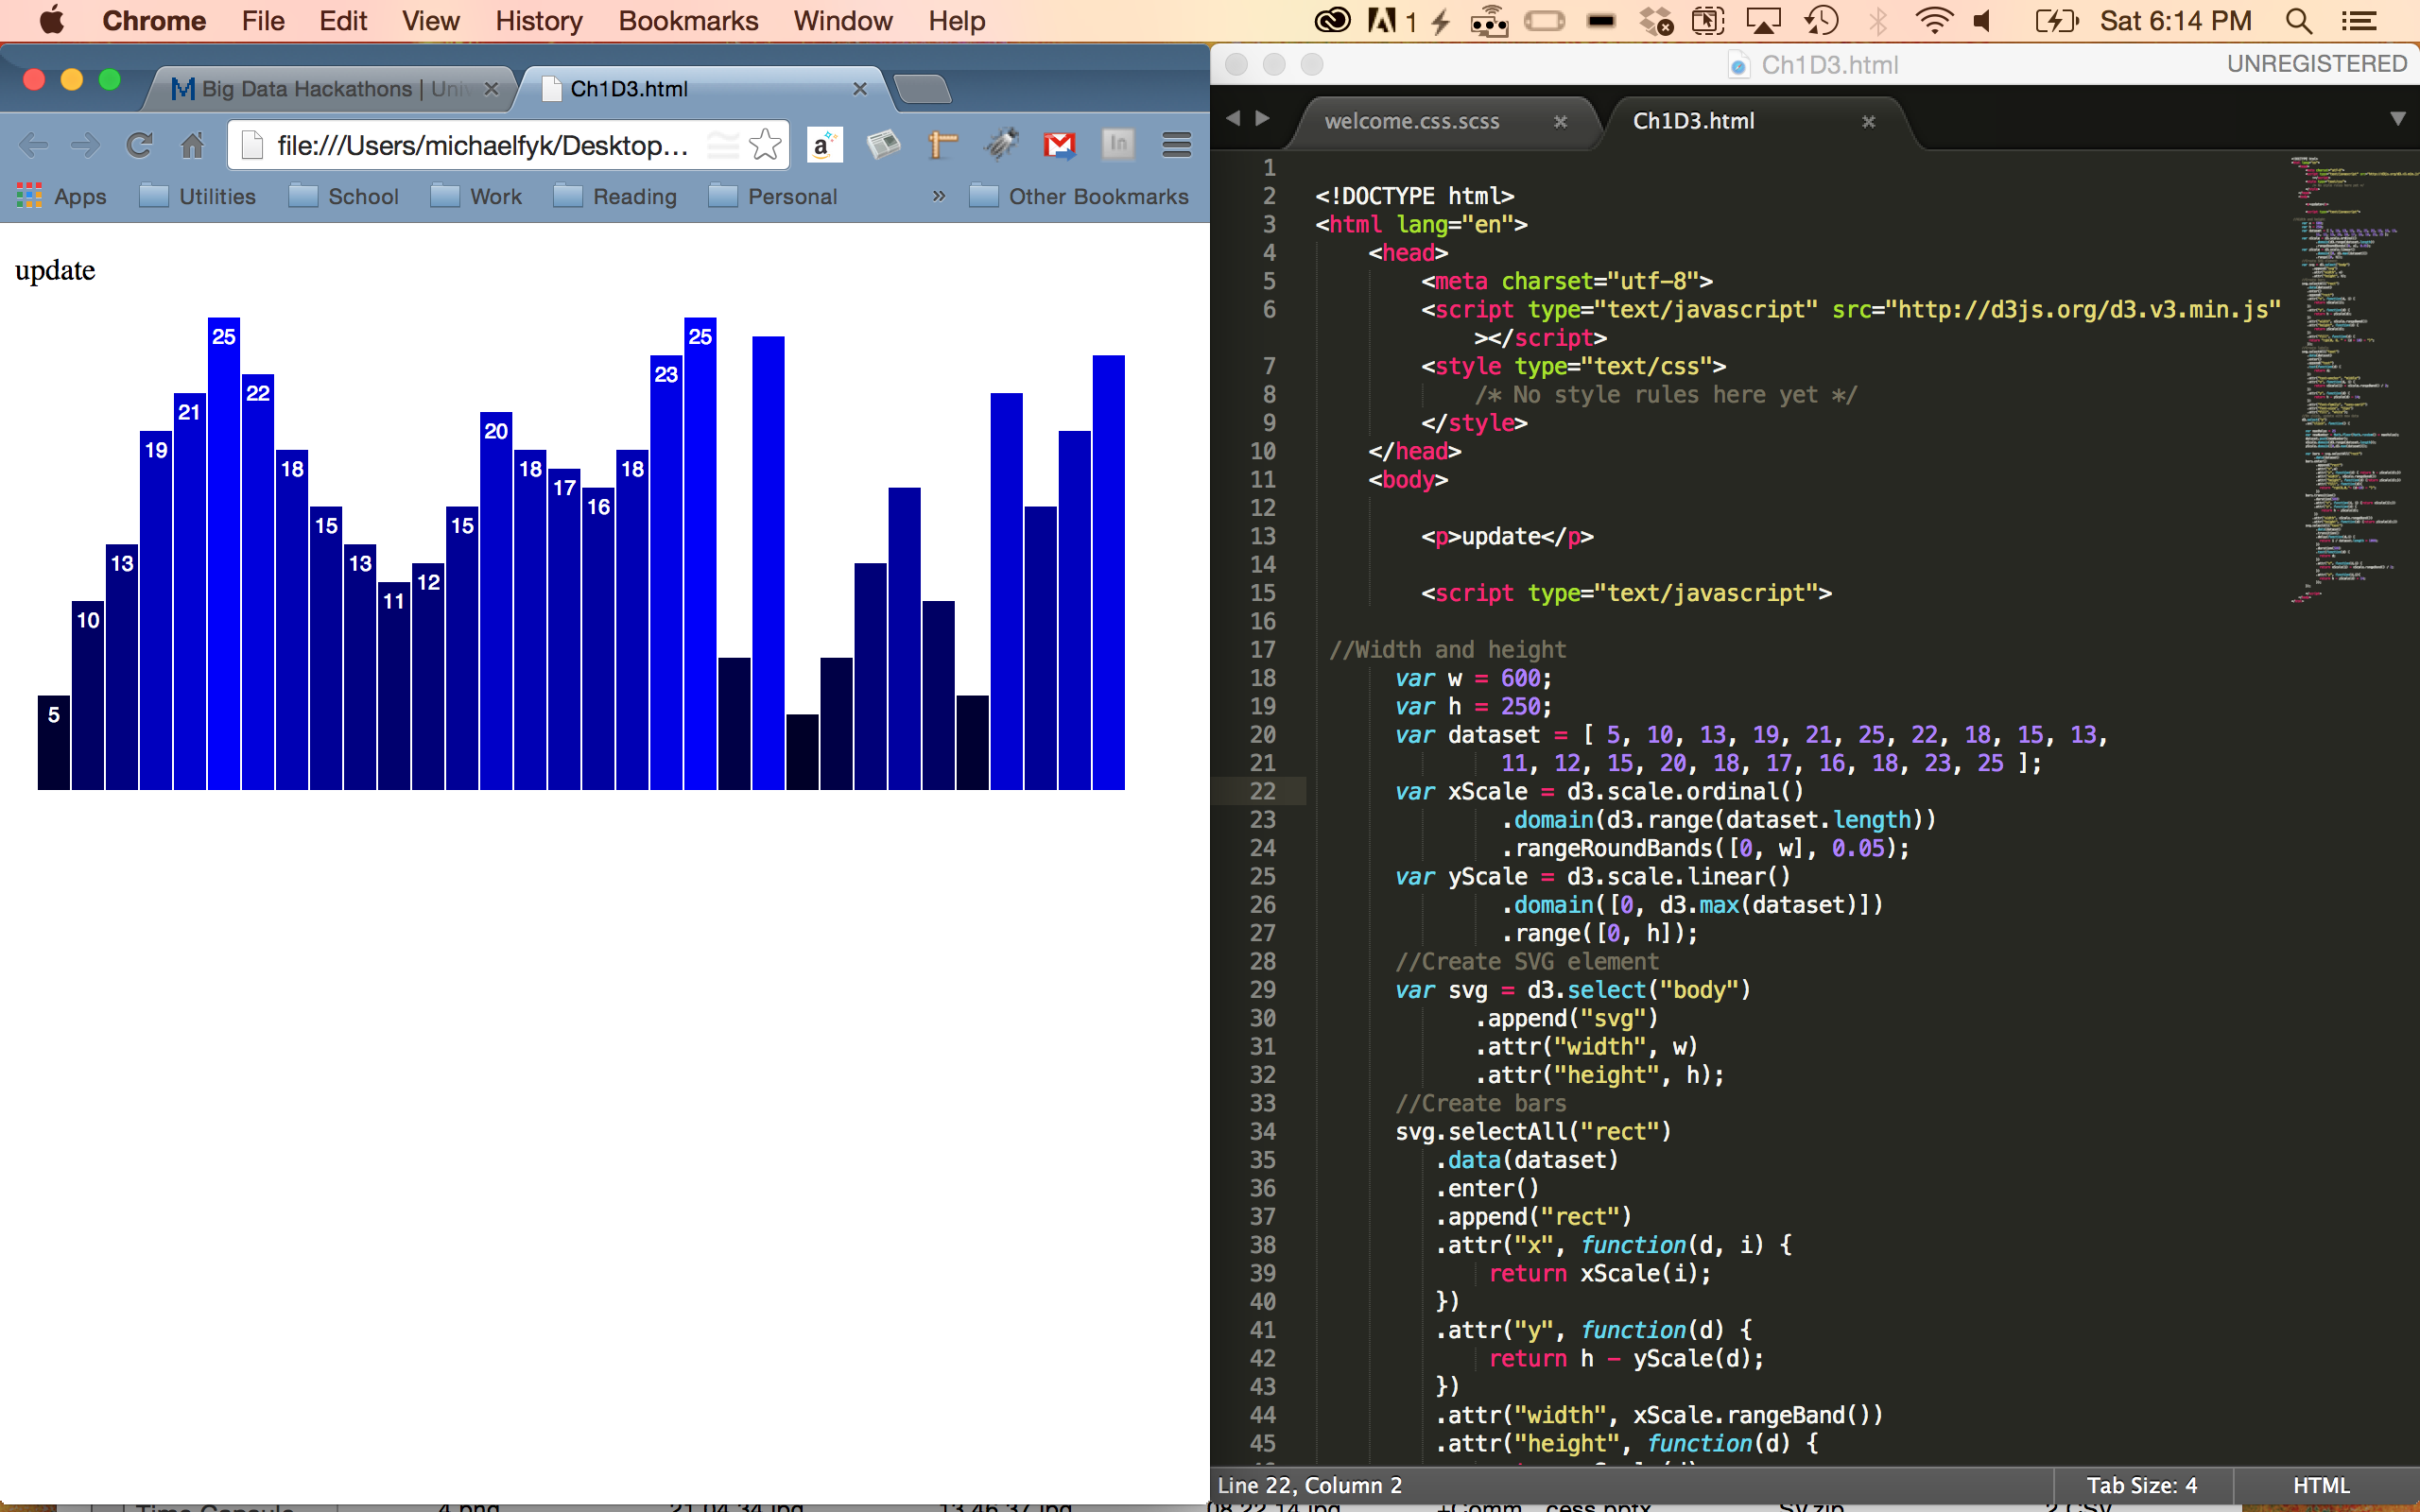 Chrome File Edit View History Bookmarks Window Help 1 Sat 6:14 PM
Big Data Hackathons | Uni
Ch1D3.html
file:///Users/michaelfyk/Desktop...
Apps Utilities School Work Reading Personal » Other Bookmarks
update
25 25
23
22
21
20
19 18 18 18
17
16
15 15
13 13
12
11
10
5
Ch1D3.html UNREGISTERED
welcome.css.scss Ch1D3.html
1
2 <!DOCTYPE html>
3 <html lang="en">
4 <head>
5 <meta charset="utf-8">
6 <script type="text/javascript" src="http://d3js.org/d3.v3.min.js"
></script>
7 <style type="text/css">
8 /* No style rules here yet */
9 </style>
10 </head>
11 <body>
12
13 <p>update</p>
14
15 <script type="text/javascript">
16
17 //Width and height
18 var w = 600;
19 var h = 250;
20 var dataset = [ 5, 10, 13, 19, 21, 25, 22, 18, 15, 13,
21 11, 12, 15, 20, 18, 17, 16, 18, 23, 25 ];
22 var xScale = d3.scale.ordinal()
23 .domain(d3.range(dataset.length))
24 .rangeRoundBands([0, w], 0.05);
25 var yScale = d3.scale.linear()
26 .domain([0, d3.max(dataset)])
27 .range([0, h]);
28 //Create SVG element
29 var svg = d3.select("body")
30 .append("svg")
31 .attr("width", w)
32 .attr("height", h);
33 //Create bars
34 svg.selectAll("rect")
35 .data(dataset)
36 .enter()
37 .append("rect")
38 .attr("x", function(d, i) {
39 return xScale(i);
40 })
41 .attr("y", function(d) {
42 return h - yScale(d);
43 })
44 .attr("width", xScale.rangeBand())
45 .attr("height", function(d) {
Line 22, Column 2 Tab Size: 4 HTML